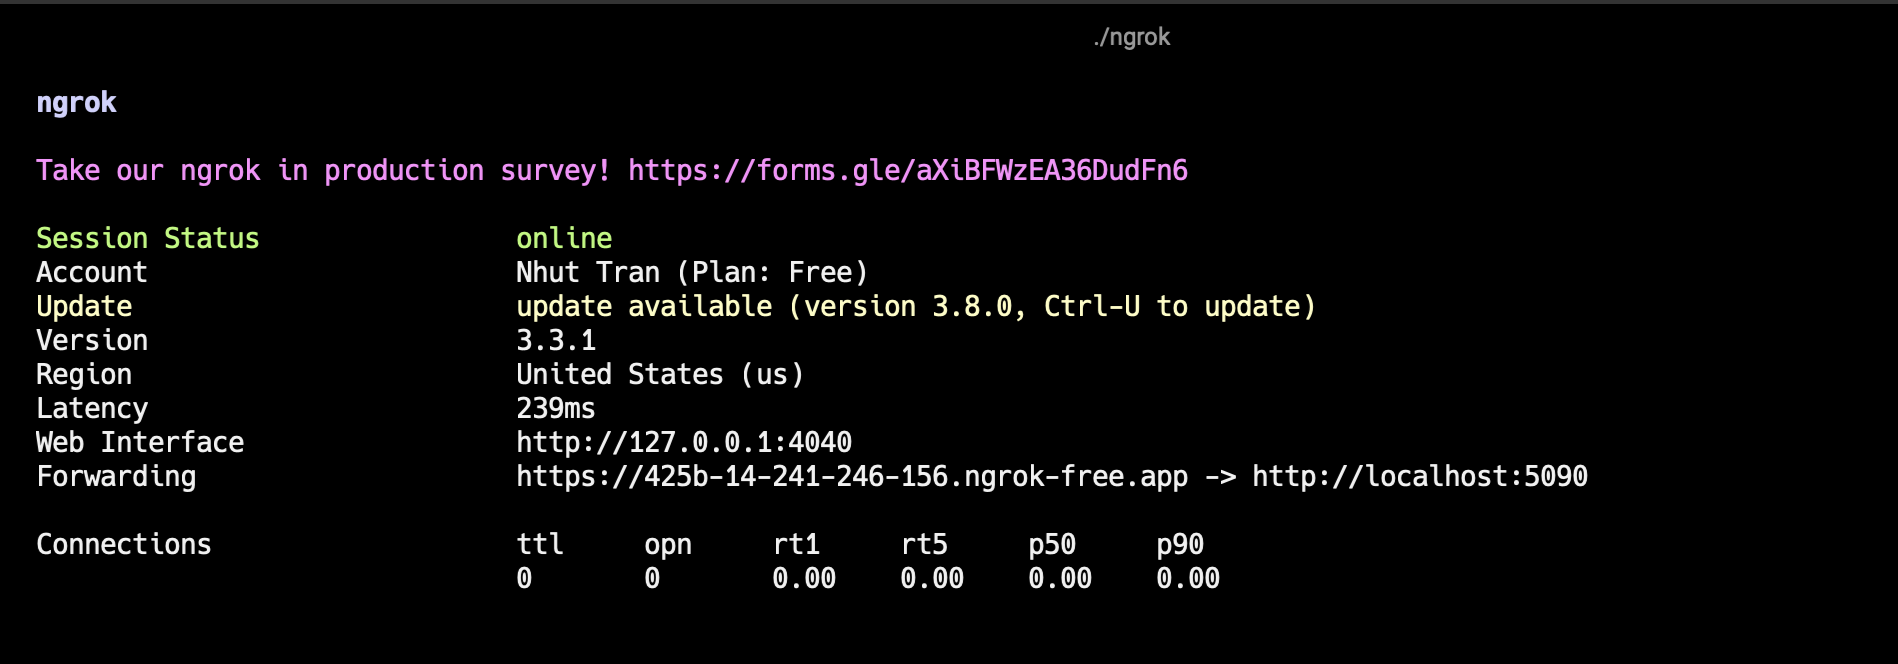 ./ngrok
ngrok
Take our ngrok in production survey! https://forms.gle/aXiBFWzEA36DudFn6
Session Status online
Account Nhut Tran (Plan: Free)
Update update available (version 3.8.0, Ctrl-U to update)
Version 3.3.1
Region United States (us)
Latency 239ms
Web Interface http://127.0.0.1:4040
Forwarding https://425b-14-241-246-156.ngrok-free.app -> http://localhost:5090
Connections ttl opn rt1 rt5 p50 p90
0 0 0.00 0.00 0.00 0.00